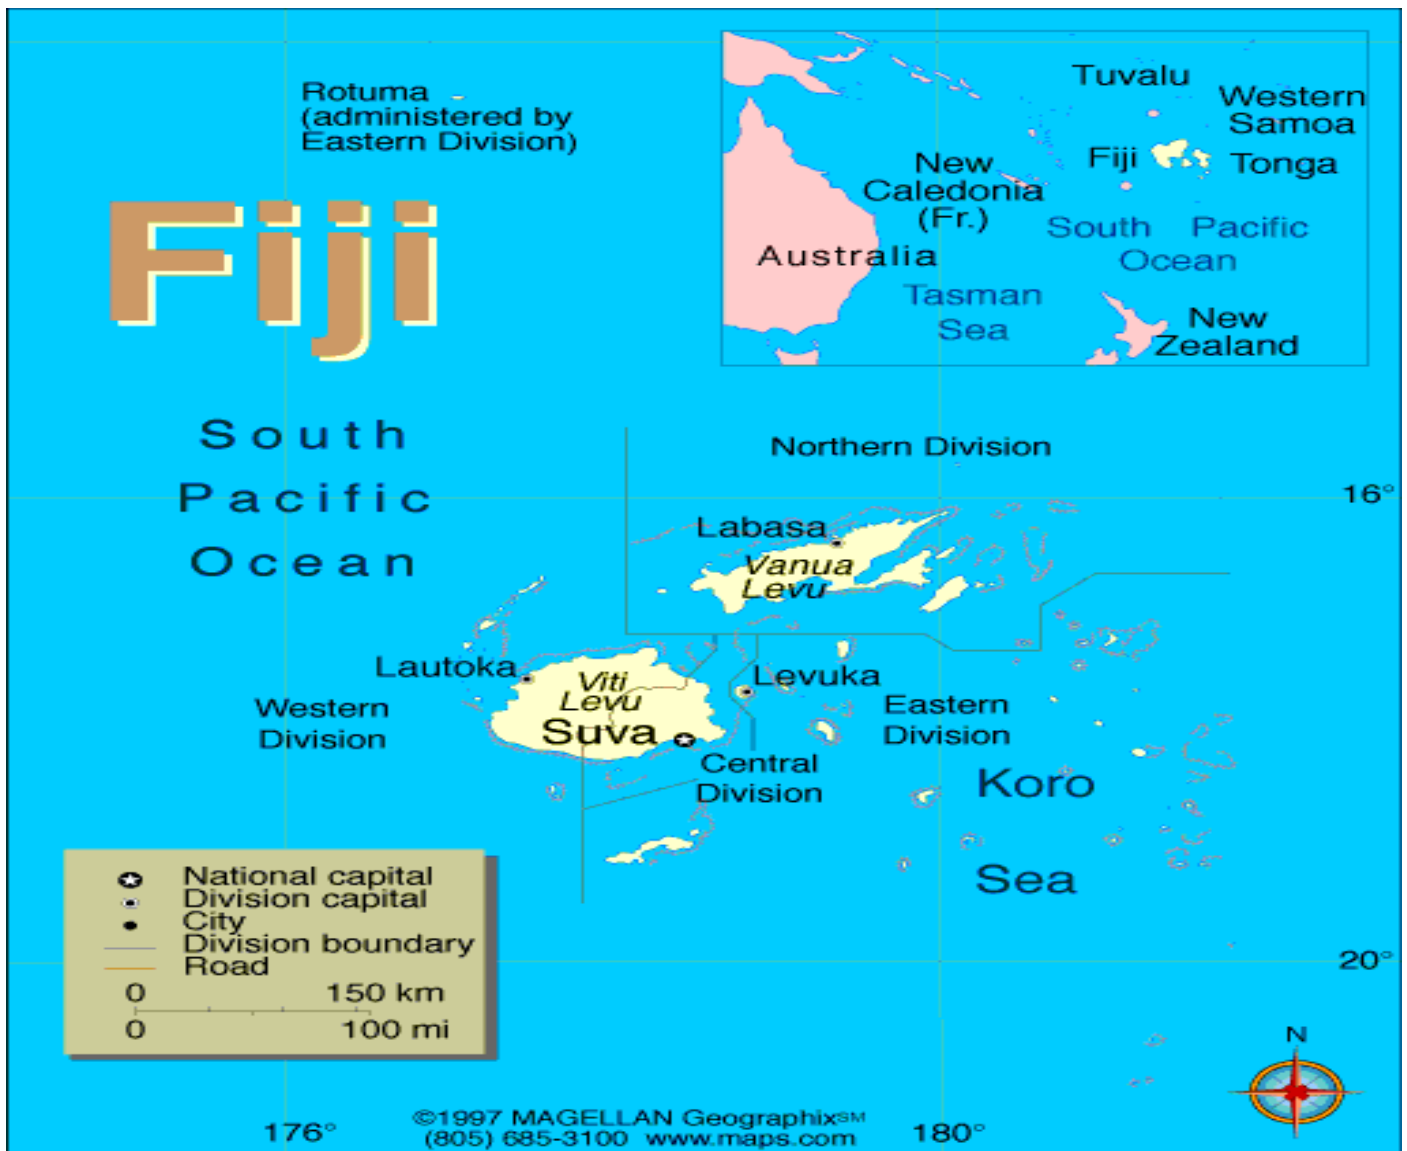 Rotuma
(administered by
Eastern Division)
Fiji
Tuvalu
Western
Samoa
Fiji
Tonga
New
Caledonia
(Fr.)
South Pacific
Ocean
Australia
Tasman
Sea
New
Zealand
South
Pacific
Ocean
Northern Division
16°
Labasa
Vanua
Levu
Lautoka
Viti
Levu
Levuka
Western
Division
Suva
Eastern
Division
Central
Division
Koro
Sea
National capital
Division capital
City
Division boundary
Road
0 150 km
0 100 mi
20°
N
176°
180°
©1997 MAGELLAN Geographix℠
(805) 685-3100 www.maps.com